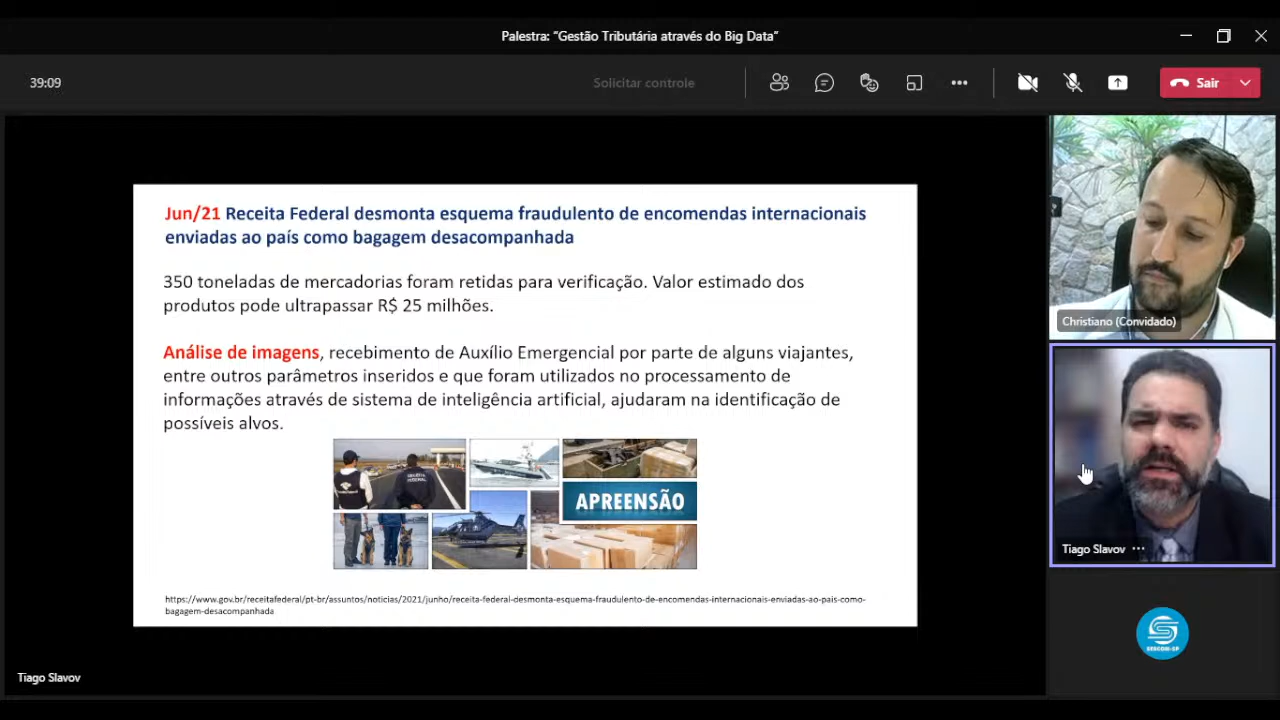 Palestra: “Gestão Tributária através do Big Data”
39:09
Solicitar controle
Sair
Jun/21 Receita Federal desmonta esquema fraudulento de encomendas internacionais
enviadas ao país como bagagem desacompanhada
350 toneladas de mercadorias foram retidas para verificação. Valor estimado dos
produtos pode ultrapassar R$ 25 milhões.
Análise de imagens, recebimento de Auxílio Emergencial por parte de alguns viajantes,
entre outros parâmetros inseridos e que foram utilizados no processamento de
informações através de sistema de inteligência artificial, ajudaram na identificação de
possíveis alvos.
RECEITA
FEDERAL
APREENSÃO
https://www.gov.br/receitafederal/pt-br/assuntos/noticias/2021/junho/receita-federal-desmonta-esquema-fraudulento-de-encomendas-internacionais-enviadas-ao-pais-como-
bagagem-desacompanhada
Christiano (Convidado)
Tiago Slavov
SESCON-SP
Tiago Slavov